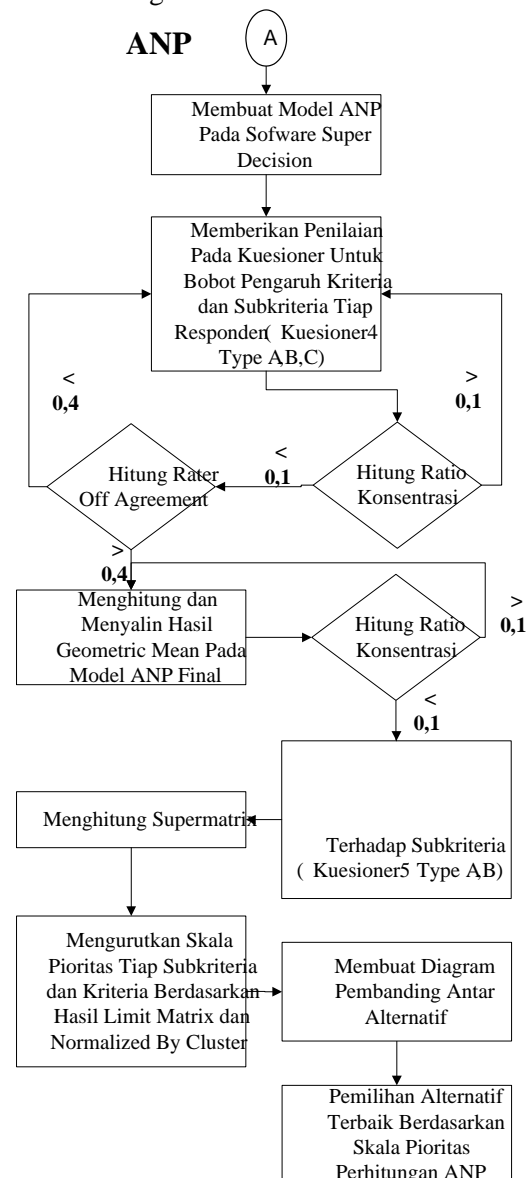 ANP
A
Membuat Model ANP
Pada Sofware Super
Decision
Memberikan Penilaian
Pada Kuesioner Untuk
Bobot Pengaruh Kriteria
dan Subkriteria Tiap
Responder( Kuesioner4
Type A,B,C)
<
0,4
>
0,1
Hitung Rater
Off Agreement
<
0,1
Hitung Ratio
Konsentrasi
>
0,4
Menghitung dan
Menyalin Hasil
Geometric Mean Pada
Model ANP Final
Hitung Ratio
Konsentrasi
>
0,1
<
0,1
Terhadap Subkriteria
( Kuesioner5 Type A,B)
Menghitung Supermatrix
Mengurutkan Skala
Pioritas Tiap Subkriteria
dan Kriteria Berdasarkan
Hasil Limit Matrix dan
Normalized By Cluster
Membuat Diagram
Pembanding Antar
Alternatif
Pemilihan Alternatif
Terbaik Berdasarkan
Skala Pioritas
Perhitungan ANP